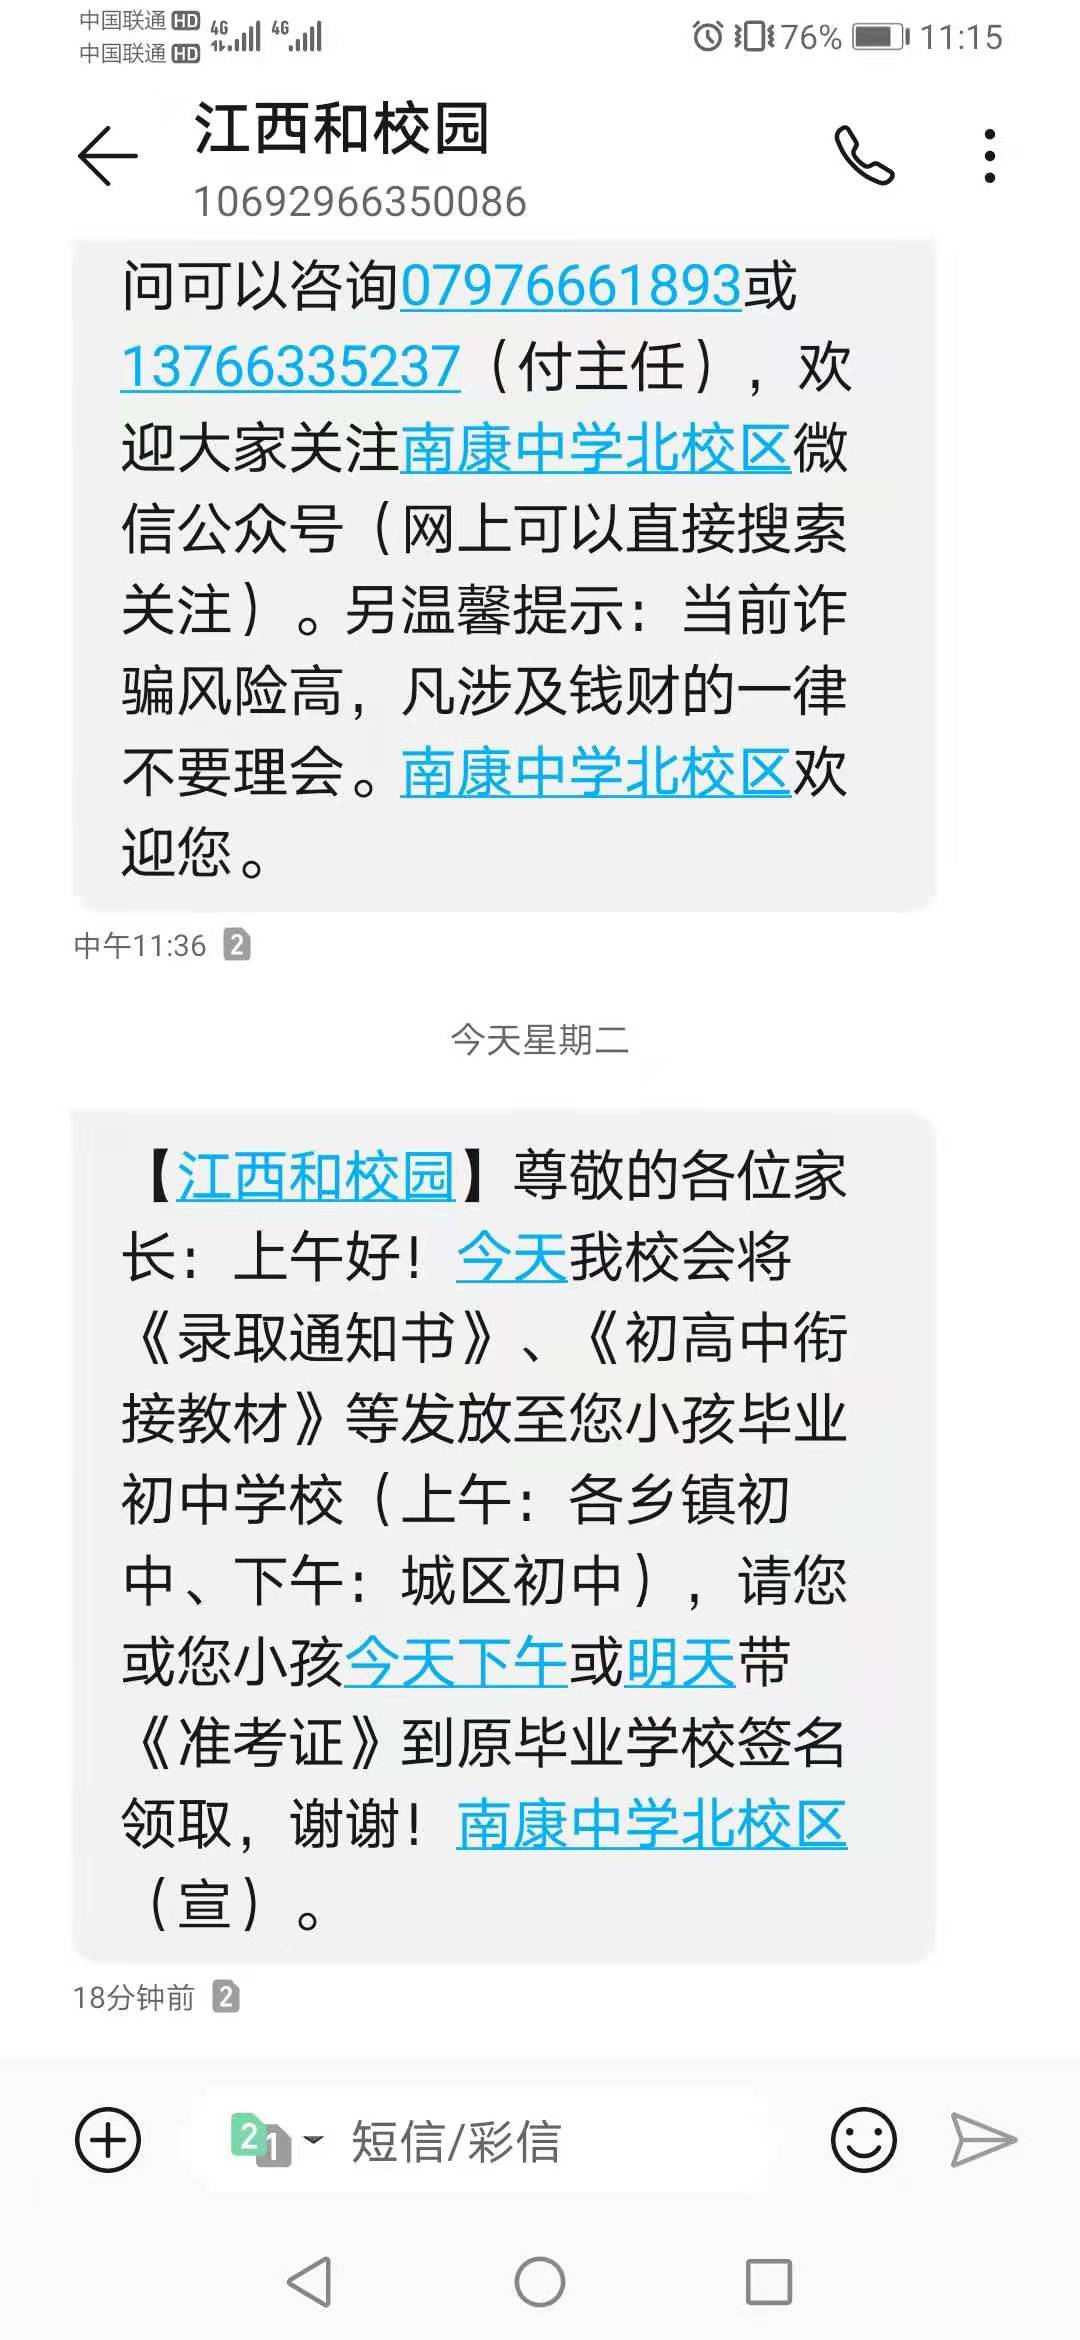 中国联通 HD 4G 4G 76% 11:15
中国联通 HD
江西和校园
10692966350086
问可以咨询07976661893或
13766335237（付主任），欢
迎大家关注南康中学北校区微
信公众号（网上可以直接搜索
关注）。另温馨提示：当前诈
骗风险高，凡涉及钱财的一律
不要理会。南康中学北校区欢
迎您。
中午11:36 2
今天星期二
【江西和校园】尊敬的各位家
长：上午好！今天我校会将
《录取通知书》、《初高中衔
接教材》等发放至您小孩毕业
初中学校（上午：各乡镇初
中、下午：城区初中），请您
或您小孩今天下午或明天带
《准考证》到原毕业学校签名
领取，谢谢！南康中学北校区
（宣）。
18分钟前 2
2 1 短信/彩信